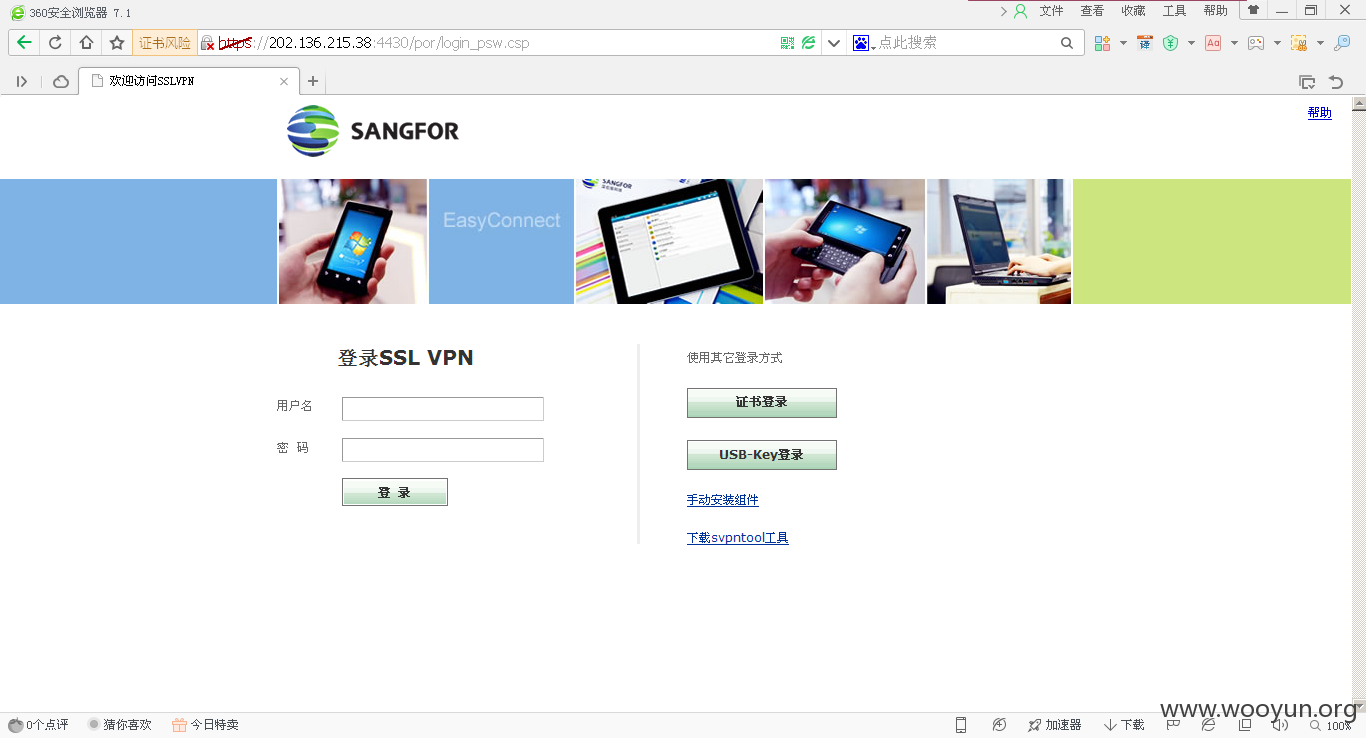 360安全浏览器 7.1
文件 查看 收藏 工具 帮助
证书风险 https://202.136.215.38:4430/por/login_psw.csp 点此搜索
译 Aa
欢迎访问SSLVPN
帮助
SANGFOR
SANGFOR
EasyConnect
登录SSL VPN
用户名
密 码
登 录
使用其它登录方式
证书登录
USB-Key登录
手动安装组件
下载svpntool工具
0个点评 猜你喜欢 今日特卖 加速器 下载 100%
www.wooyun.org